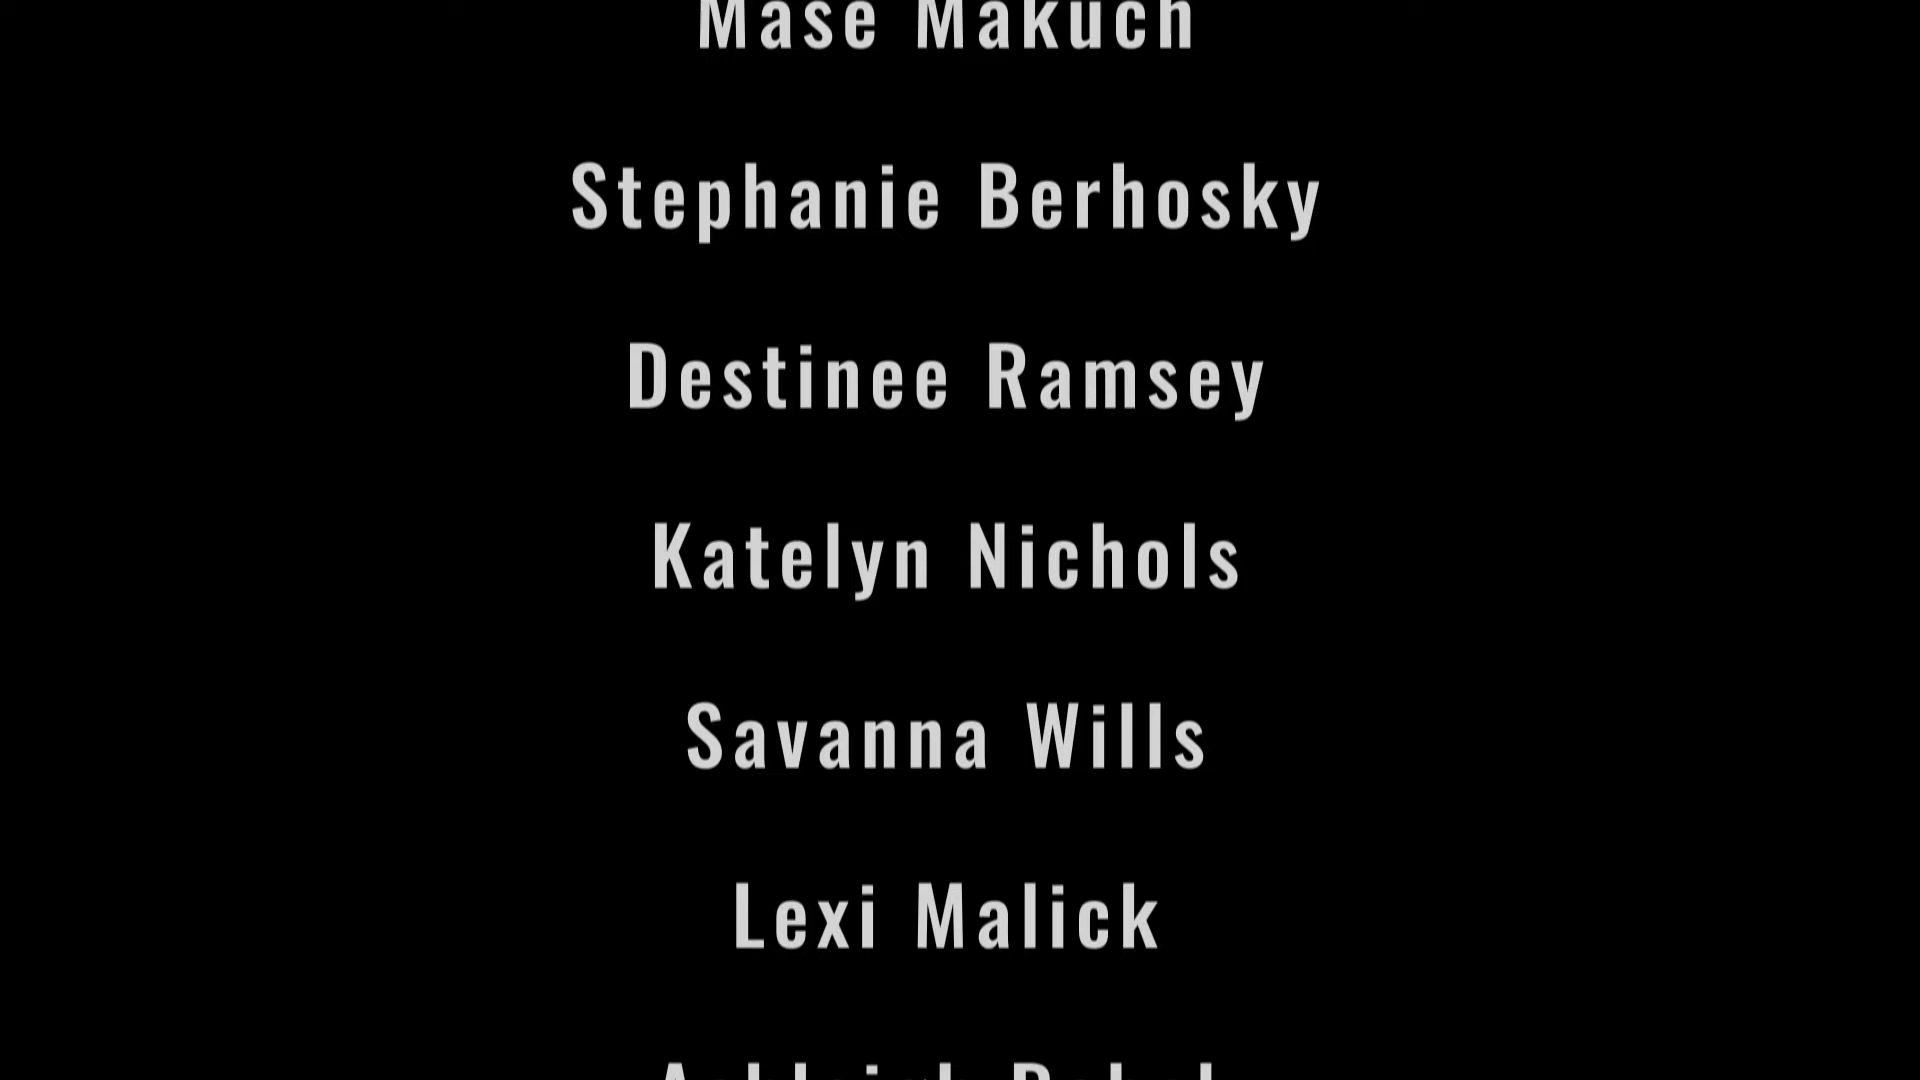 Mase Makuch
Stephanie Berhosky
Destinee Ramsey
Katelyn Nichols
Savanna Wills
Lexi Malick